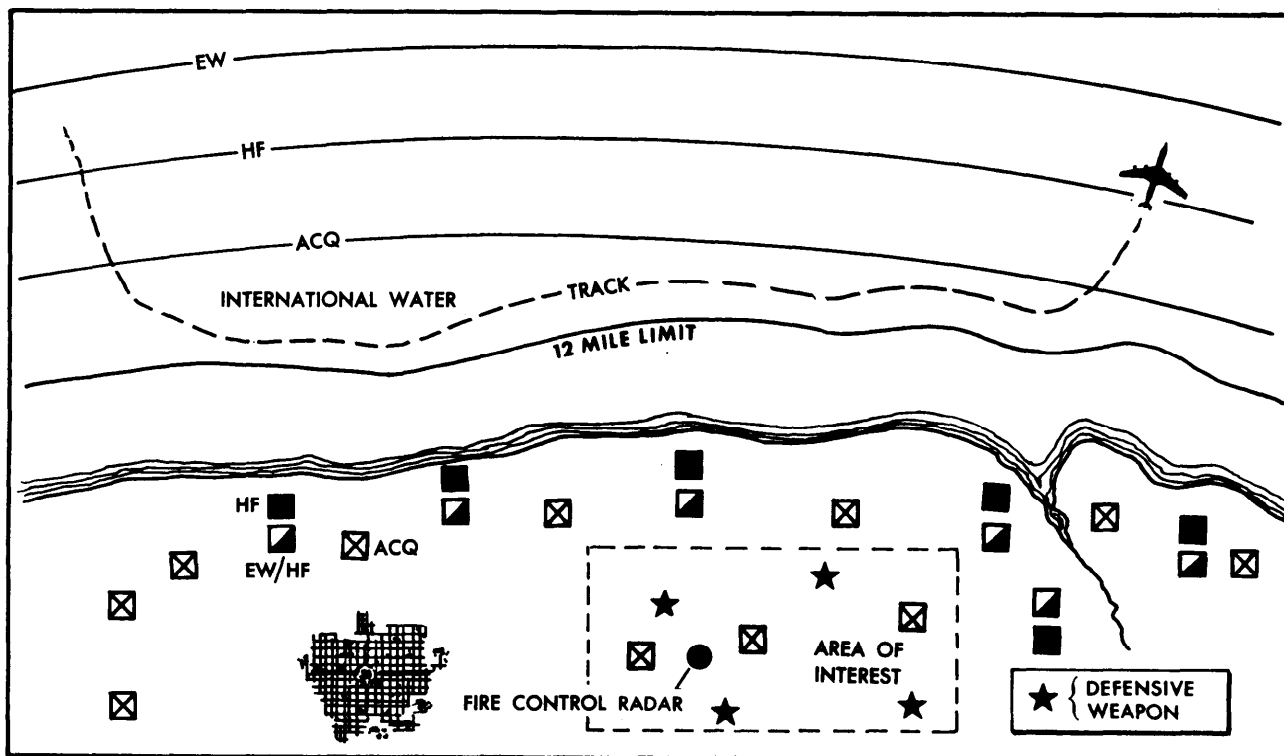 EW
HF
ACQ
INTERNATIONAL WATER
TRACK
12 MILE LIMIT
HF
ACQ
EW/HF
AREA OF
INTEREST
FIRE CONTROL RADAR
DEFENSIVE
WEAPON